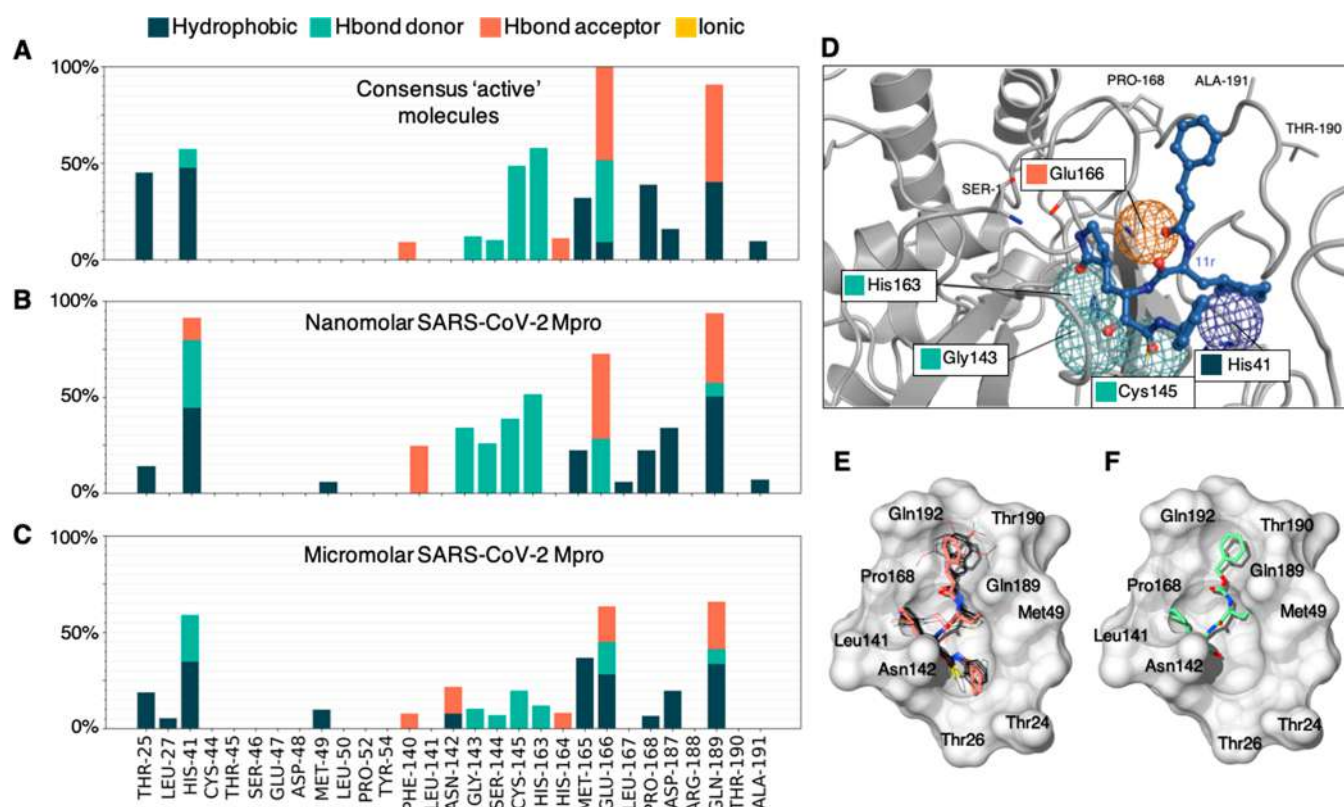 Hydrophobic Hbond donor Hbond acceptor Ionic
A
100%
50%
0%
Consensus ‘active’
molecules
B
100%
50%
0%
Nanomolar SARS-CoV-2 Mpro
C
100%
50%
0%
Micromolar SARS-CoV-2 Mpro
THR-25
LEU-27
HIS-41
CYS-44
THR-45
SER-46
GLU-47
ASP-48
MET-49
LEU-50
PRO-52
TYR-54
PHE-140
LEU-141
ASN-142
GLY-143
SER-144
CYS-145
HIS-163
HIS-164
MET-165
GLU-166
LEU-167
PRO-168
ASP-187
ARG-188
GLN-189
THR-190
ALA-191
D
PRO-168
ALA-191
THR-190
SER-1
Glu166
11r
His163
Gly143
His41
Cys145
E
Gln192
Thr190
Pro168
Gln189
Met49
Leu141
Asn142
Thr24
Thr26
F
Gln192
Thr190
Gln189
Pro168
Met49
Leu141
Asn142
Thr24
Thr26